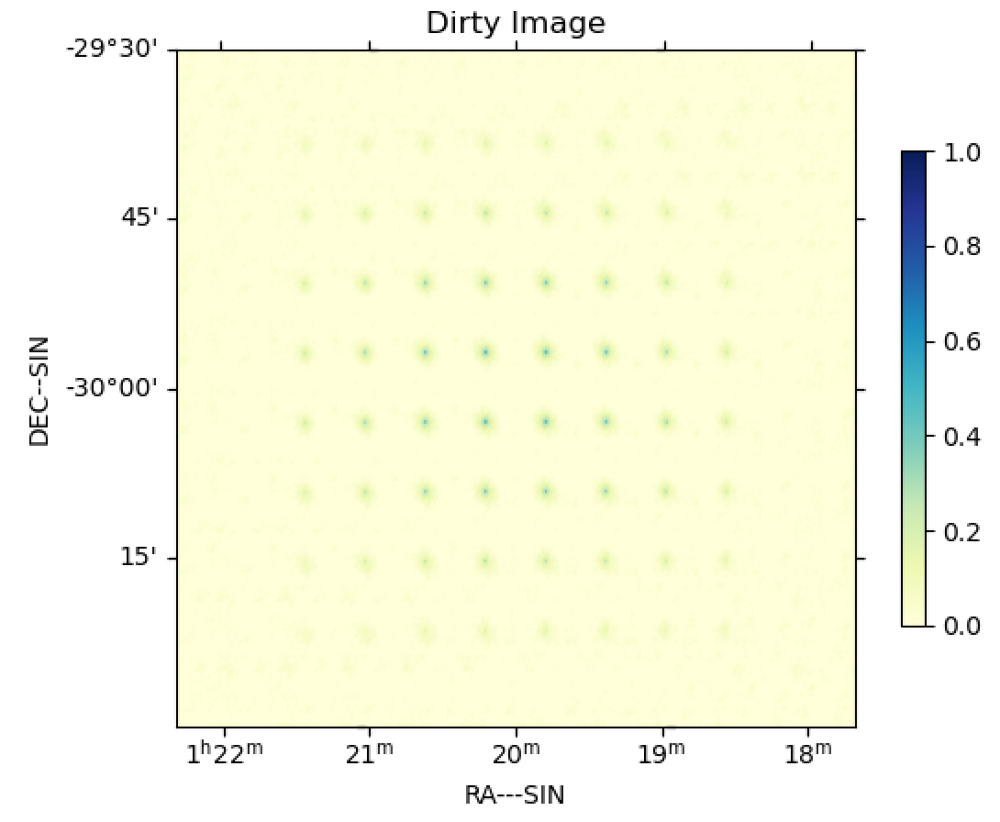 Dirty Image
-29°30'
45'
-30°00'
15'
DEC--SIN
1ʰ22ᵐ 21ᵐ 20ᵐ 19ᵐ 18ᵐ
RA---SIN
1.0
0.8
0.6
0.4
0.2
0.0